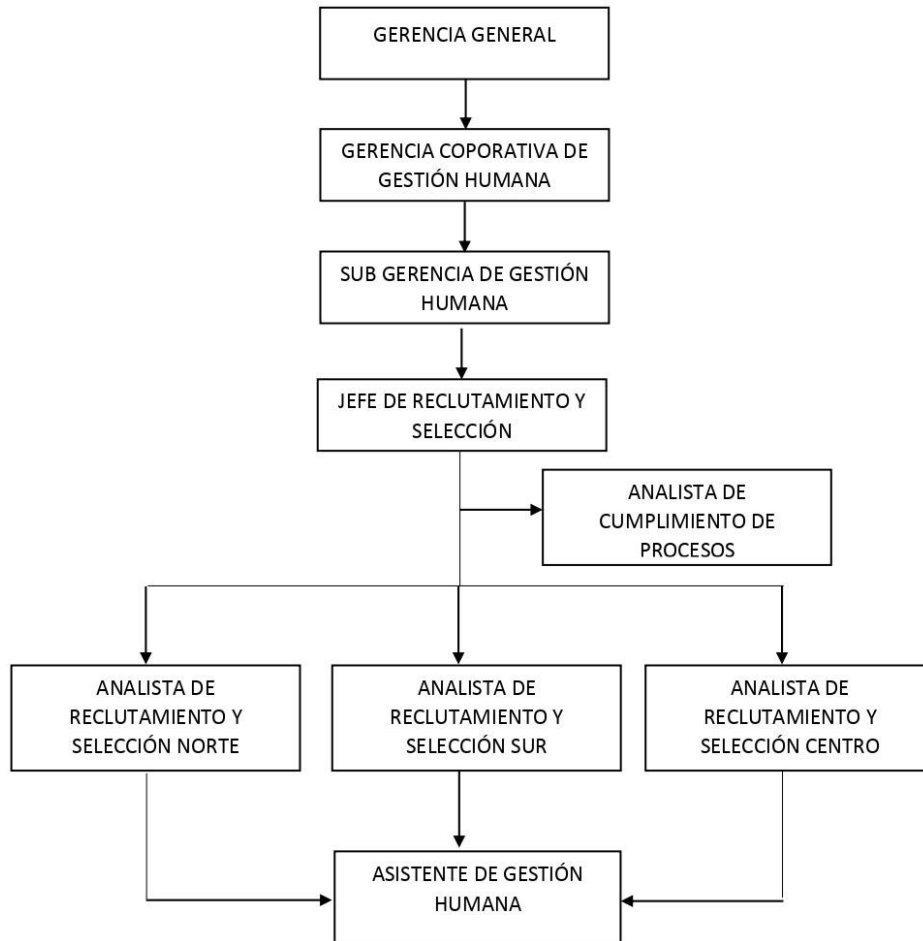 GERENCIA GENERAL
GERENCIA COPORATIVA DE
GESTIÓN HUMANA
SUB GERENCIA DE GESTIÓN
HUMANA
JEFE DE RECLUTAMIENTO Y
SELECCIÓN
ANALISTA DE
CUMPLIMIENTO DE
PROCESOS
ANALISTA DE
RECLUTAMIENTO Y
SELECCIÓN NORTE
ANALISTA DE
RECLUTAMIENTO Y
SELECCIÓN SUR
ANALISTA DE
RECLUTAMIENTO Y
SELECCIÓN CENTRO
ASISTENTE DE GESTIÓN
HUMANA